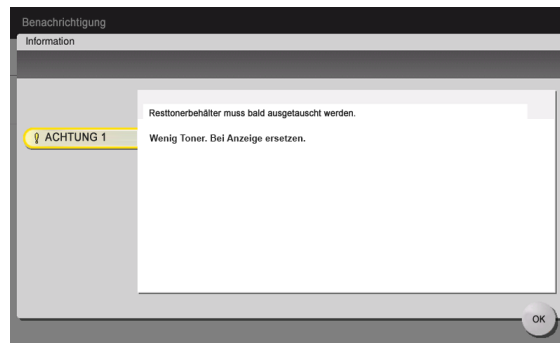 Benachrichtigung
Information
Resttonerbehälter muss bald ausgetauscht werden.
ACHTUNG 1
Wenig Toner. Bei Anzeige ersetzen.
OK